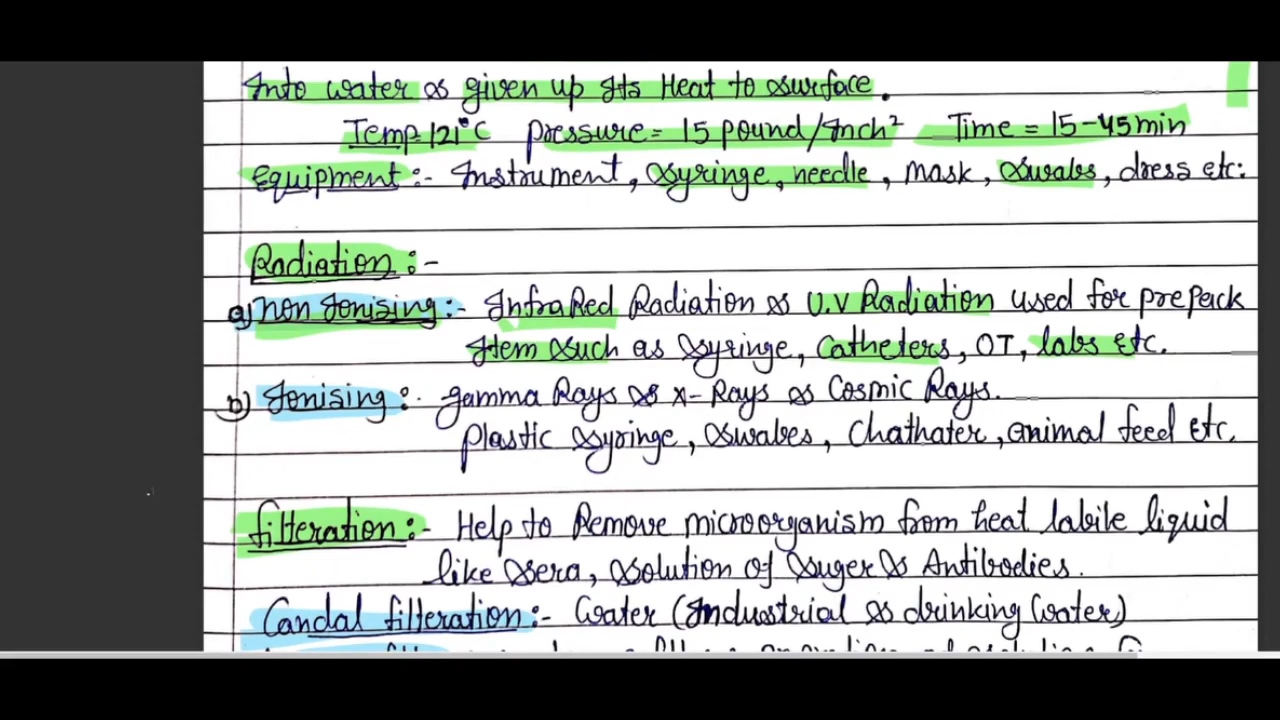 Into water & given up Its Heat to surface.
Temp 121°C Pressure = 15 pound/Inch² Time = 15-45min
Equipment :- Instrument, syringe, needle, mask, swabs, dress etc:
Radiation :-
a) Non Ionising :- InfraRed Radiation & U.V Radiation used for prepack
Item such as syringe, Catheters, OT, labs etc.
b) Ionising :- gamma Rays & X-Rays & Cosmic Rays.
Plastic syringe, swabes, Chathater, animal feed etc.
filteration :- Help to Remove microorganism from heat labile liquid
like sera, solution of suger & Antibodies.
Candal filteration :- Water (Industrial & drinking Water)